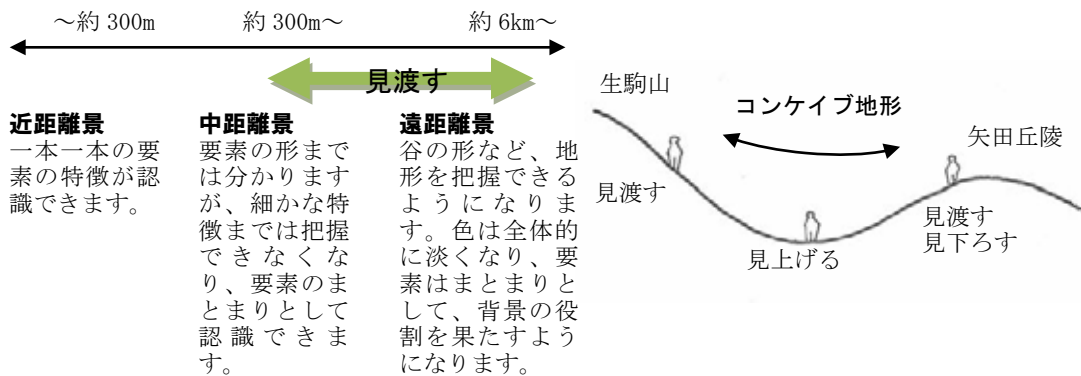 ～約 300m
約 300m～
約 6km～
見渡す
近距離景
一本一本の要
素の特徴が認
識できます。
中距離景
要素の形まで
は分かります
が、細かな特
徴までは把握
できなくな
り、要素のま
とまりとして
認識できま
す。
遠距離景
谷の形など、地
形を把握できる
ようになりま
す。色は全体的
に淡くなり、要
素はまとまりと
して、背景の役
割を果たすよう
になります。
生駒山
コンケイブ地形
矢田丘陵
見渡す
見上げる
見渡す
見下ろす